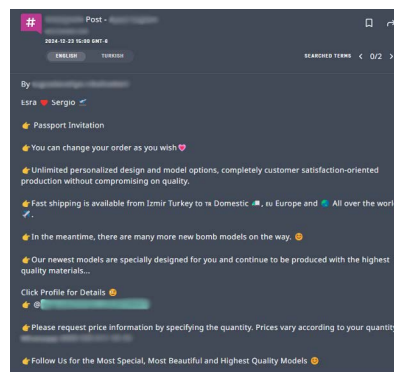 #
Post -
2024-12-23 15:00 GMT-8
ENGLISH TURKISH
SEARCHED TERMS < 0/2 >
By
Esra ❤️ Sergio 🛫
👉 Passport Invitation
👉You can change your order as you wish💗
👉Unlimited personalized design and model options, completely customer satisfaction-oriented
production without compromising on quality.
👉Fast shipping is available from Izmir Turkey to TR Domestic 🚛, EU Europe and 🌏 All over the worl
✈️.
👉In the meantime, there are many more new bomb models on the way. 😊
👉Our newest models are specially designed for you and continue to be produced with the highest
quality materials...
Click Profile for Details 😊
👉 @
👉Please request price information by specifying the quantity. Prices vary according to your quantity
👉Follow Us for the Most Special, Most Beautiful and Highest Quality Models 😊